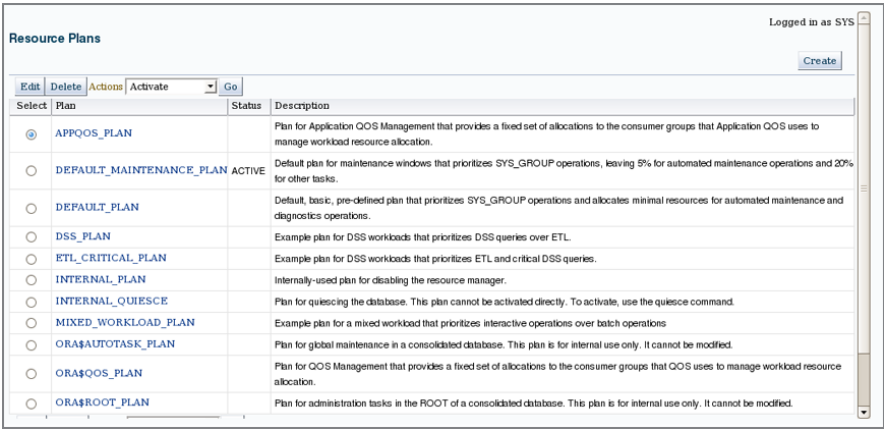 Logged in as SYS
Resource Plans
Create
Edit Delete Actions Activate Go
Select Plan Status Description
APPQOS_PLAN Plan for Application QOS Management that provides a fixed set of allocations to the consumer groups that Application QOS uses to
manage workload resource allocation.
DEFAULT_MAINTENANCE_PLAN ACTIVE Default plan for maintenance windows that prioritizes SYS_GROUP operations, leaving 5% for automated maintenance operations and 20%
for other tasks.
DEFAULT_PLAN Default, basic, pre-defined plan that prioritizes SYS_GROUP operations and allocates minimal resources for automated maintenance and
diagnostics operations.
DSS_PLAN Example plan for DSS workloads that prioritizes DSS queries over ETL.
ETL_CRITICAL_PLAN Example plan for DSS workloads that prioritizes ETL and critical DSS queries.
INTERNAL_PLAN Internally-used plan for disabling the resource manager.
INTERNAL_QUIESCE Plan for quiescing the database. This plan cannot be activated directly. To activate, use the quiesce command.
MIXED_WORKLOAD_PLAN Example plan for a mixed workload that prioritizes interactive operations over batch operations
ORA$AUTOTASK_PLAN Plan for global maintenance in a consolidated database. This plan is for internal use only. It cannot be modified.
ORA$QOS_PLAN Plan for QOS Management that provides a fixed set of allocations to the consumer groups that QOS uses to manage workload resource
allocation.
ORA$ROOT_PLAN Plan for administration tasks in the ROOT of a consolidated database. This plan is for internal use only. It cannot be modified.